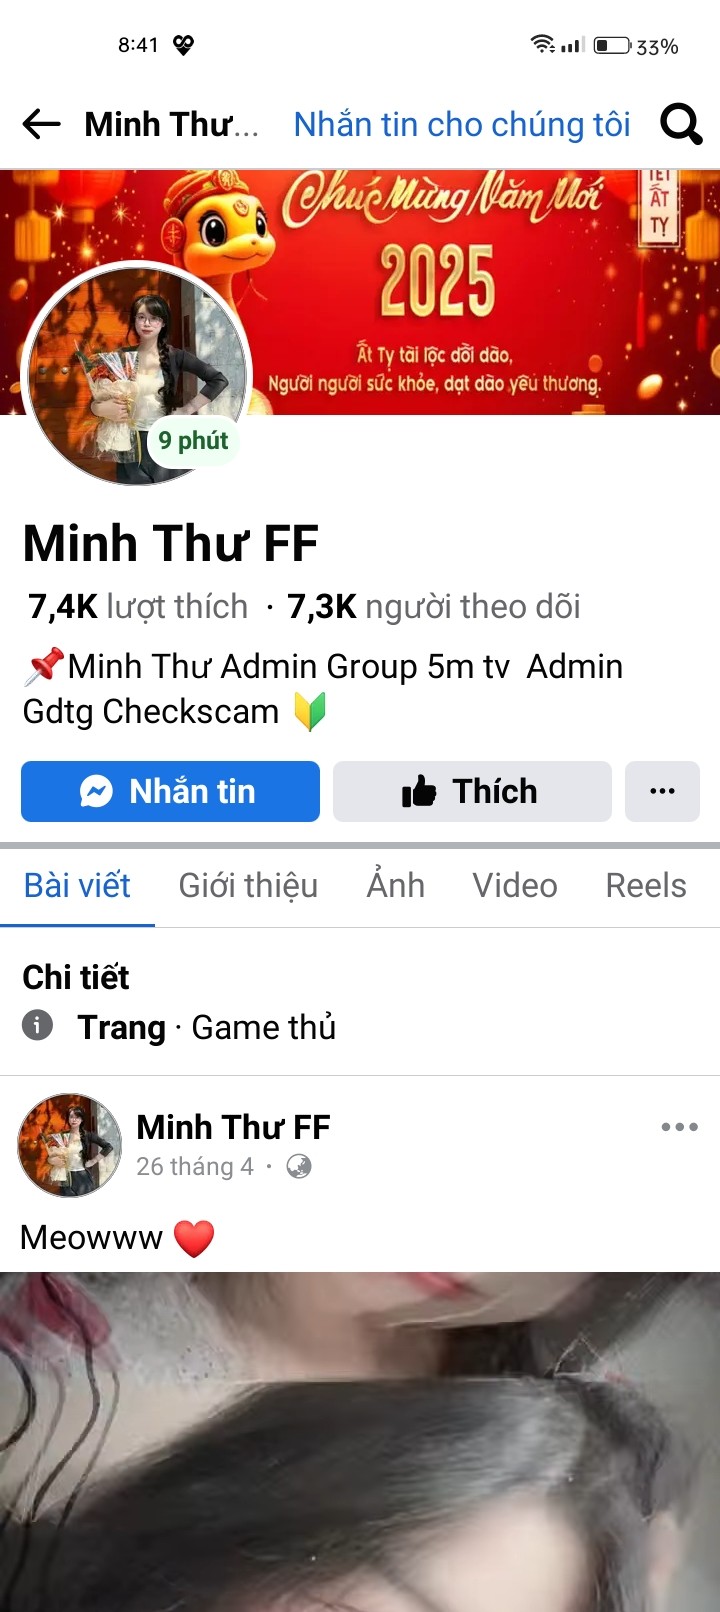 8:41
33%
Minh Thư... Nhắn tin cho chúng tôi
Chúc Mừng Năm Mới
TẾT
ẤT
TỴ
2025
Ất Tỵ tài lộc dồi dào,
Người người sức khỏe, dạt dào yêu thương.
9 phút
Minh Thư FF
7,4K lượt thích · 7,3K người theo dõi
📌Minh Thư Admin Group 5m tv Admin
Gdtg Checkscam 🔰
Nhắn tin
Thích
Bài viết Giới thiệu Ảnh Video Reels
Chi tiết
Trang · Game thủ
Minh Thư FF
26 tháng 4 ·
Meowww ❤️